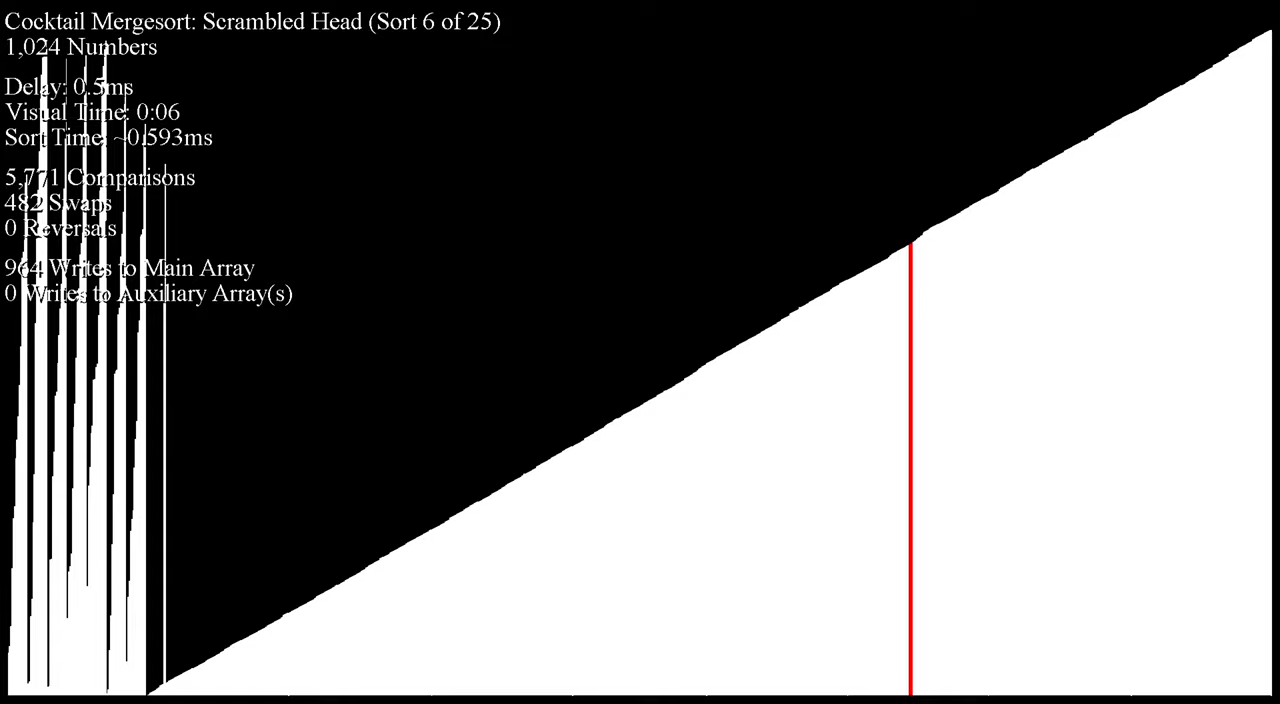 Cocktail Mergesort: Scrambled Head (Sort 6 of 25)
1,024 Numbers
Delay: 0.5ms
Visual Time: 0:06
Sort Time: ~0.593ms
5,771 Comparisons
482 Swaps
0 Reversals
964 Writes to Main Array
0 Writes to Auxiliary Array(s)